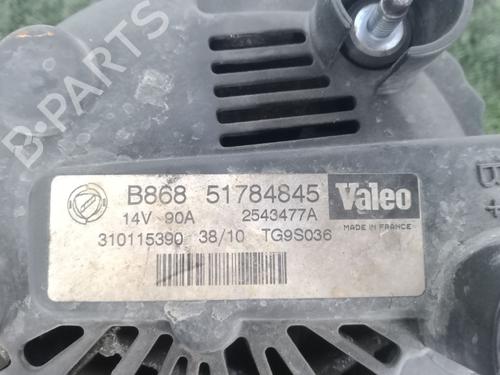 B868 51784845
Valeo
14V 90A 2543477A
MADE IN FRANCE
310115390 38/10 TG9S036
B-PARTS
B+